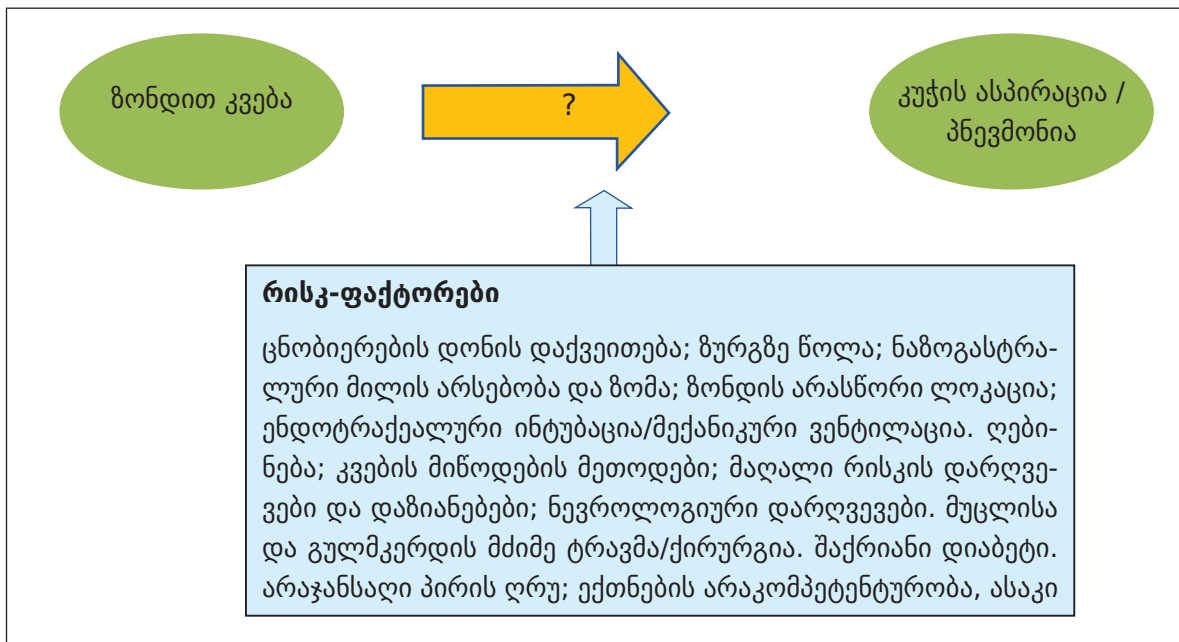 ზონდით კვება
?
კუჭის ასპირაცია /
პნევმონია
რისკ-ფაქტორები
ცნობიერების დონის დაქვეითება; ზურგზე წოლა; ნაზოგასტრა-
ლური მილის არსებობა და ზომა; ზონდის არასწორი ლოკაცია;
ენდოტრაქეალური ინტუბაცია/მექანიკური ვენტილაცია. ღები-
ნება; კვების მიწოდების მეთოდები; მაღალი რისკის დარღვე-
ვები და დაზიანებები; ნევროლოგიური დარღვევები. მუცლისა
და გულმკერდის მძიმე ტრავმა/ქირურგია. შაქრიანი დიაბეტი.
არაჯანსაღი პირის ღრუ; ექთნების არაკომპეტენტურობა, ასაკი